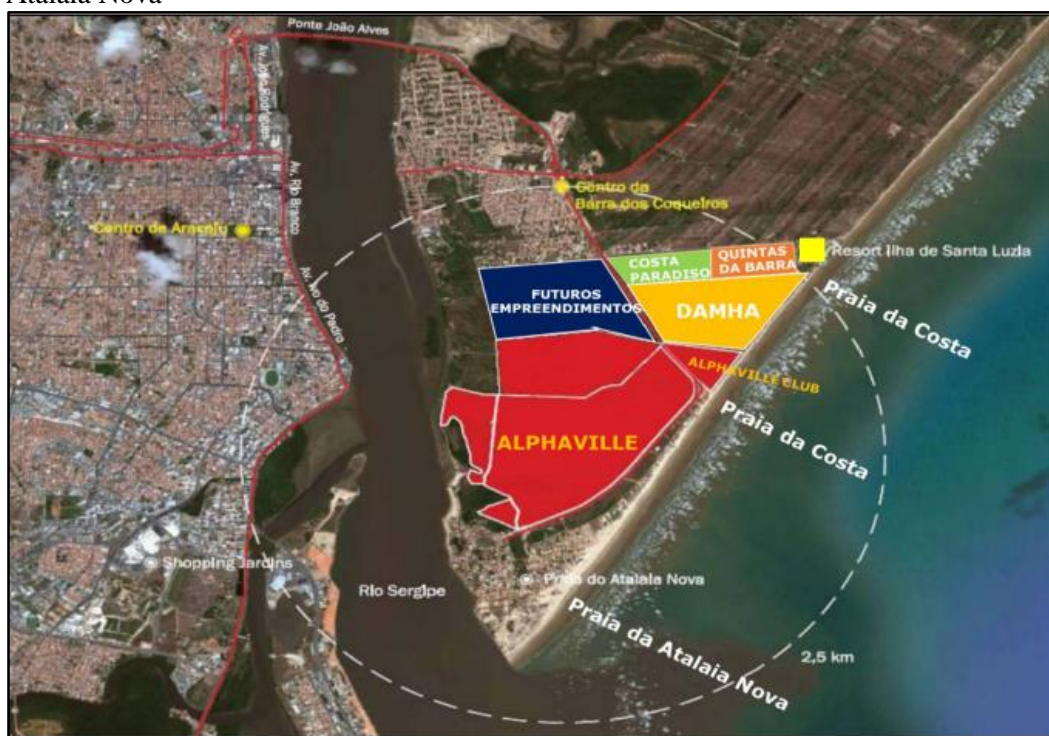 Atalaia Nova
Ponte João Alves
Av. Rio Branco
Centro da
Barra dos Coqueiros
Centro de Aracaju
Resort Ilha de Santa Luzia
COSTA
PARADISO
QUINTAS
DA BARRA
FUTUROS
EMPREENDIMENTOS
DAMHA
Praia da Costa
ALPHAVILLE CLUB
Praia da Costa
ALPHAVILLE
Shopping Jardins
Rio Sergipe
Praia do Atalaia Nova
Praia da Atalaia Nova
2,5 km